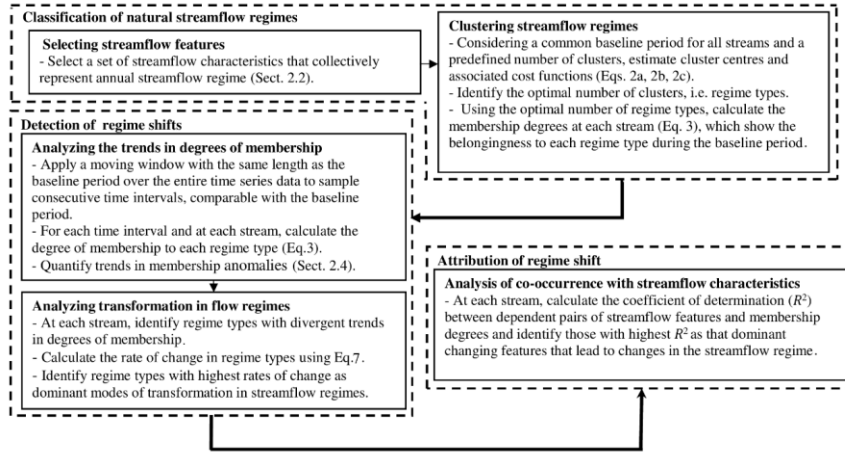 Classification of natural streamflow regimes
Selecting streamflow features
- Select a set of streamflow characteristics that collectively
represent annual streamflow regime (Sect. 2.2).
Clustering streamflow regimes
- Considering a common baseline period for all streams and a
predefined number of clusters, estimate cluster centres and
associated cost functions (Eqs. 2a, 2b, 2c).
- Identify the optimal number of clusters, i.e. regime types.
- Using the optimal number of regime types, calculate the
membership degrees at each stream (Eq. 3), which show the
belongingness to each regime type during the baseline period.
Detection of regime shifts
Analyzing the trends in degrees of membership
- Apply a moving window with the same length as the
baseline period over the entire time series data to sample
consecutive time intervals, comparable with the baseline
period.
- For each time interval and at each stream, calculate the
degree of membership to each regime type (Eq.3).
- Quantify trends in membership anomalies (Sect. 2.4).
Analyzing transformation in flow regimes
- At each stream, identify regime types with divergent trends
in degrees of membership.
- Calculate the rate of change in regime types using Eq.7.
- Identify regime types with highest rates of change as
dominant modes of transformation in streamflow regimes.
Attribution of regime shift
Analysis of co-occurrence with streamflow characteristics
- At each stream, calculate the coefficient of determination (R²)
between dependent pairs of streamflow features and membership
degrees and identify those with highest R² as that dominant
changing features that lead to changes in the streamflow regime.